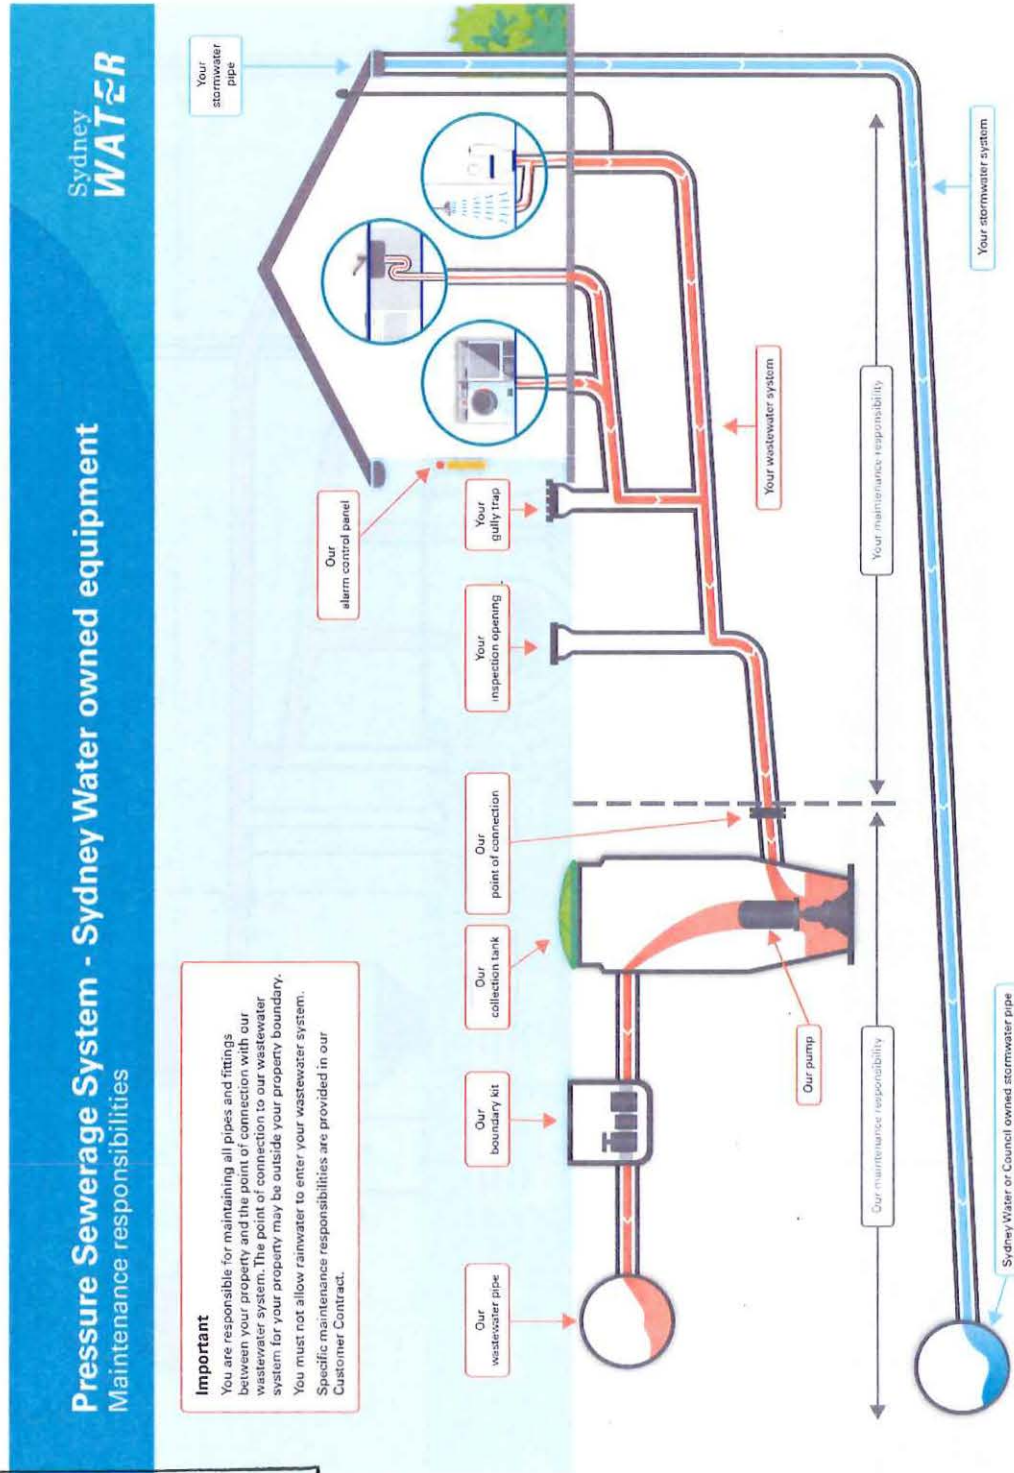 Pressure Sewerage System - Sydney Water owned equipment
Maintenance responsibilities
Sydney
WATER
Important
You are responsible for maintaining all pipes and fittings
between your property and the point of connection with our
wastewater system. The point of connection to our wastewater
system for your property may be outside your property boundary.
You must not allow rainwater to enter your wastewater system.
Specific maintenance responsibilities are provided in our
Customer Contract.
Your
stormwater
pipe
Our
alarm control panel
Our
wastewater pipe
Our
boundary kit
Our
collection tank
Our
point of connection
Your
inspection opening
Your
gully trap
Our pump
Your wastewater system
Our maintenance responsibility
Your maintenance responsibility
Your stormwater system
Sydney Water or Council owned stormwater pipe